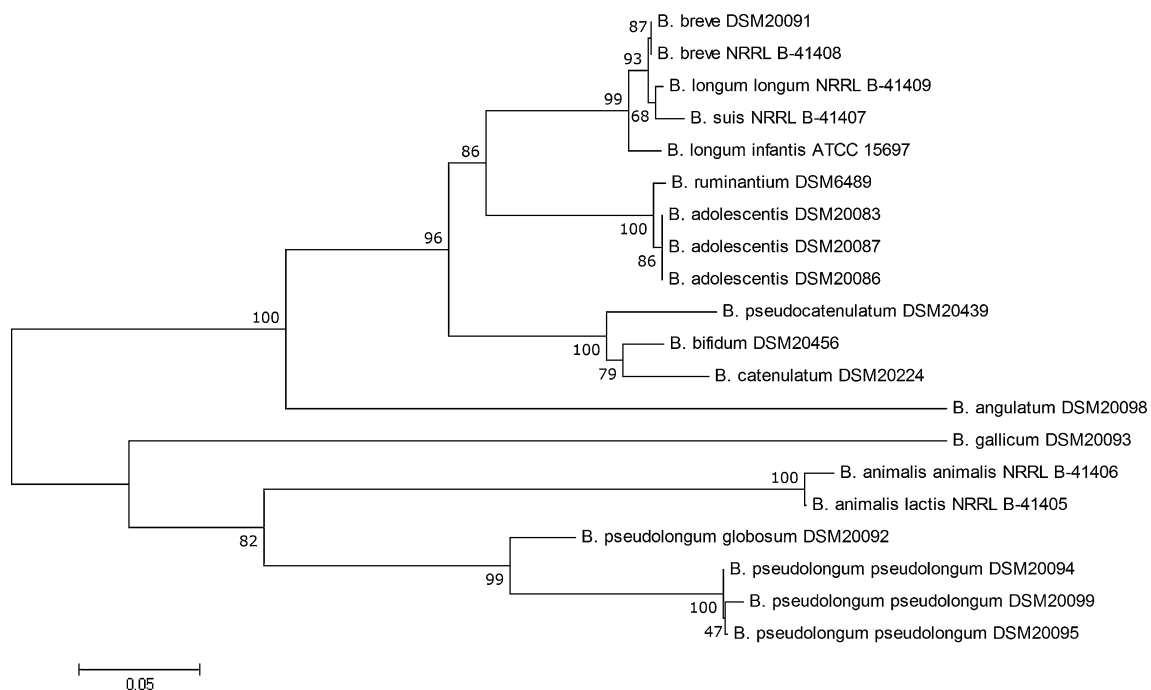 87
B. breve DSM20091
B. breve NRRL B-41408
93
B. longum longum NRRL B-41409
99
68
B. suis NRRL B-41407
B. longum infantis ATCC 15697
86
B. ruminantium DSM6489
B. adolescentis DSM20083
100
96
B. adolescentis DSM20087
86
B. adolescentis DSM20086
B. pseudocatenulatum DSM20439
100
B. bifidum DSM20456
100
79
B. catenulatum DSM20224
B. angulatum DSM20098
B. gallicum DSM20093
100
B. animalis animalis NRRL B-41406
B. animalis lactis NRRL B-41405
82
B. pseudolongum globosum DSM20092
99
B. pseudolongum pseudolongum DSM20094
100
B. pseudolongum pseudolongum DSM20099
47
B. pseudolongum pseudolongum DSM20095
0.05